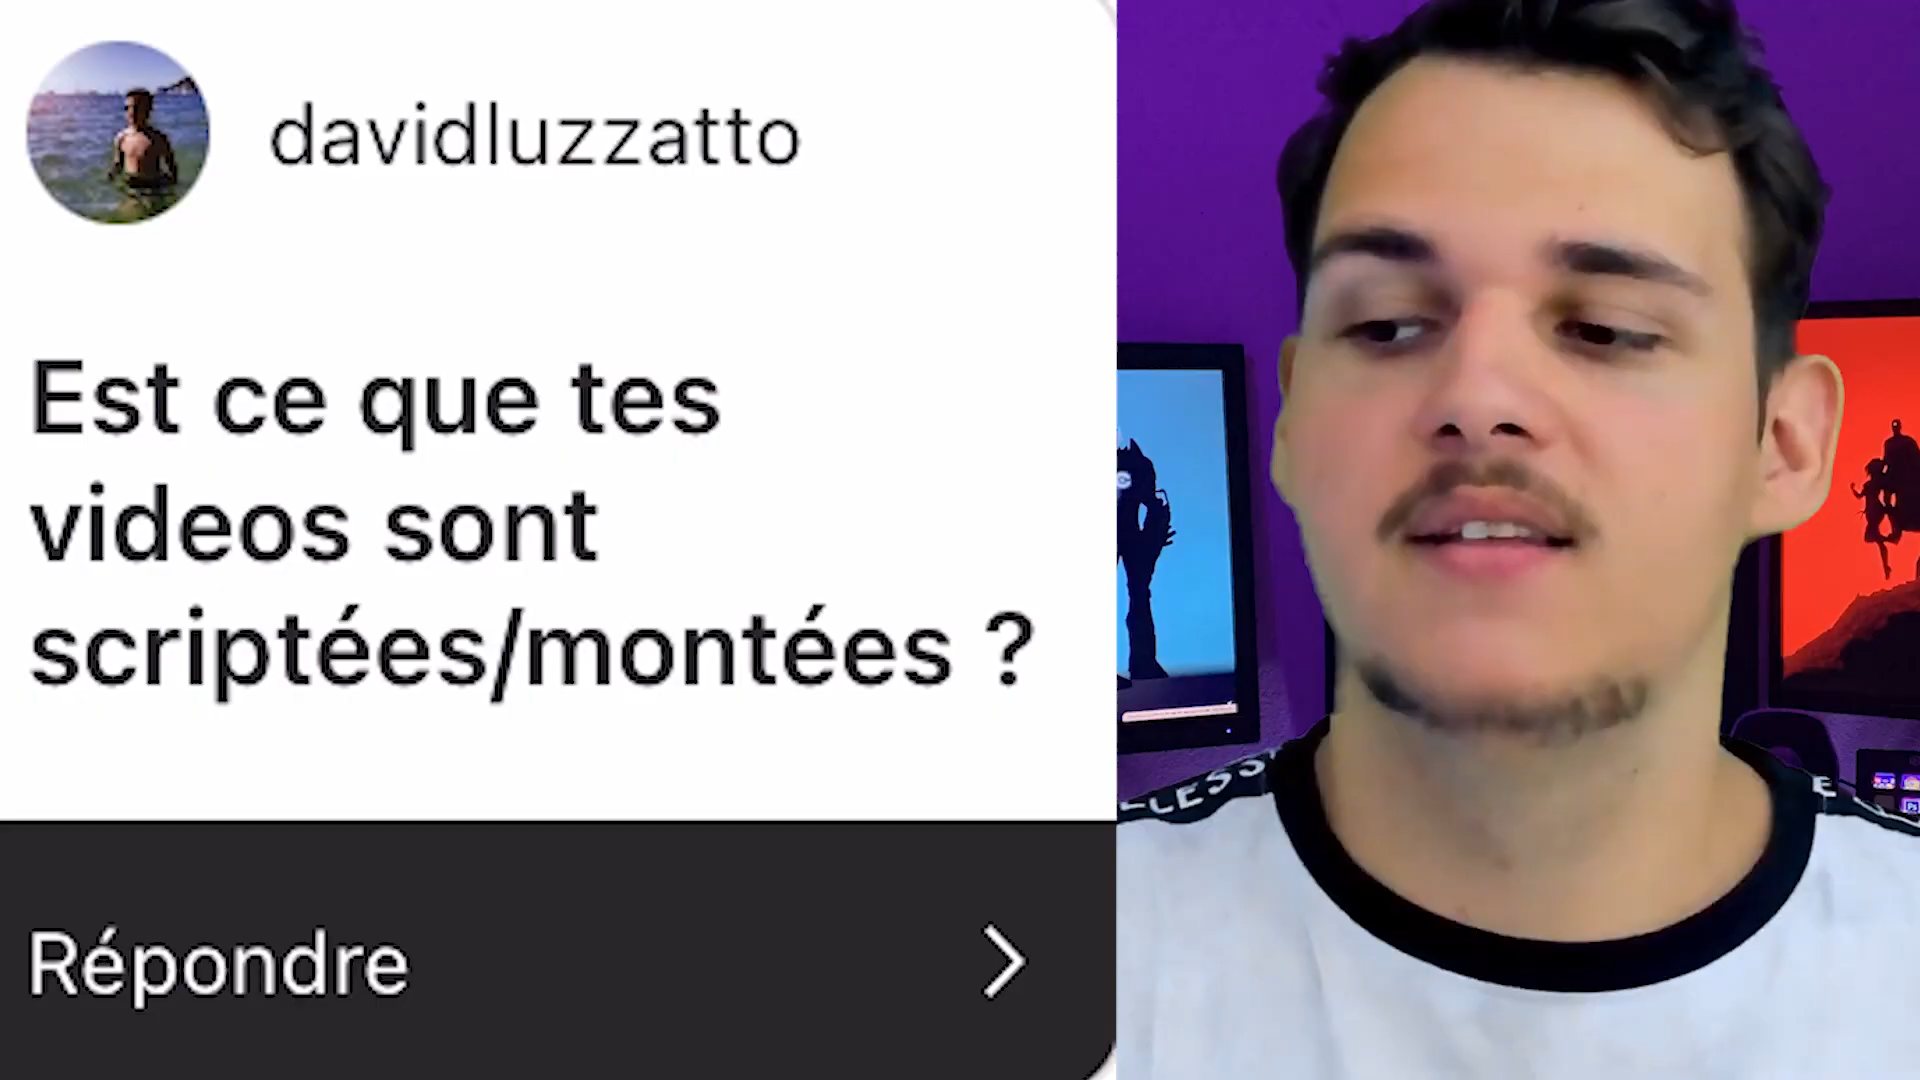 davidluzzatto
Est ce que tes
videos sont
scriptées/montées ?
Répondre